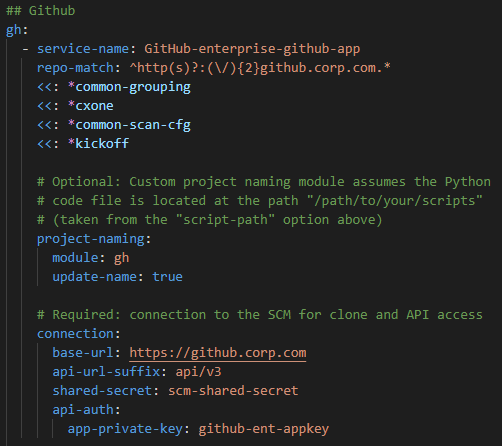 ## Github
gh:
  - service-name: GitHub-enterprise-github-app
    repo-match: ^http(s)?:(\/){2}github.corp.com.*
    <<: *common-grouping
    <<: *cxone
    <<: *common-scan-cfg
    <<: *kickoff

    # Optional: Custom project naming module assumes the Python
    # code file is located at the path "/path/to/your/scripts"
    # (taken from the "script-path" option above)
    project-naming:
      module: gh
      update-name: true

    # Required: connection to the SCM for clone and API access
    connection:
      base-url: https://github.corp.com
      api-url-suffix: api/v3
      shared-secret: scm-shared-secret
      api-auth:
        app-private-key: github-ent-appkey